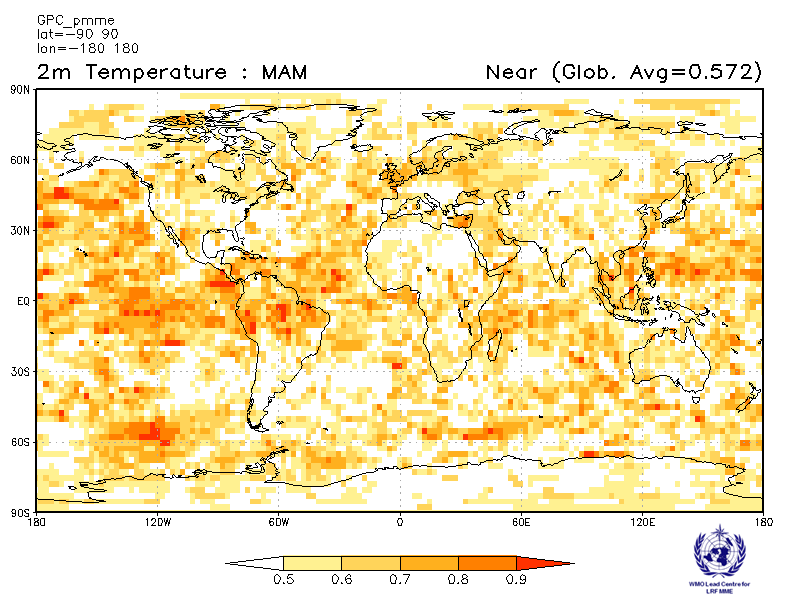 GPC_pmme
lat=−90 90
lon=−180 180
2m Temperature : MAM Near (Glob. Avg=0.572)
90N
60N
30N
EQ
30S
60S
90S
180 120W 60W 0 60E 120E 180
0.5 0.6 0.7 0.8 0.9
WMO Lead Centre for
LRF MME